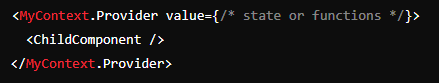 <MyContext.Provider value={/* state or functions */}>
  <ChildComponent />
</MyContext.Provider>